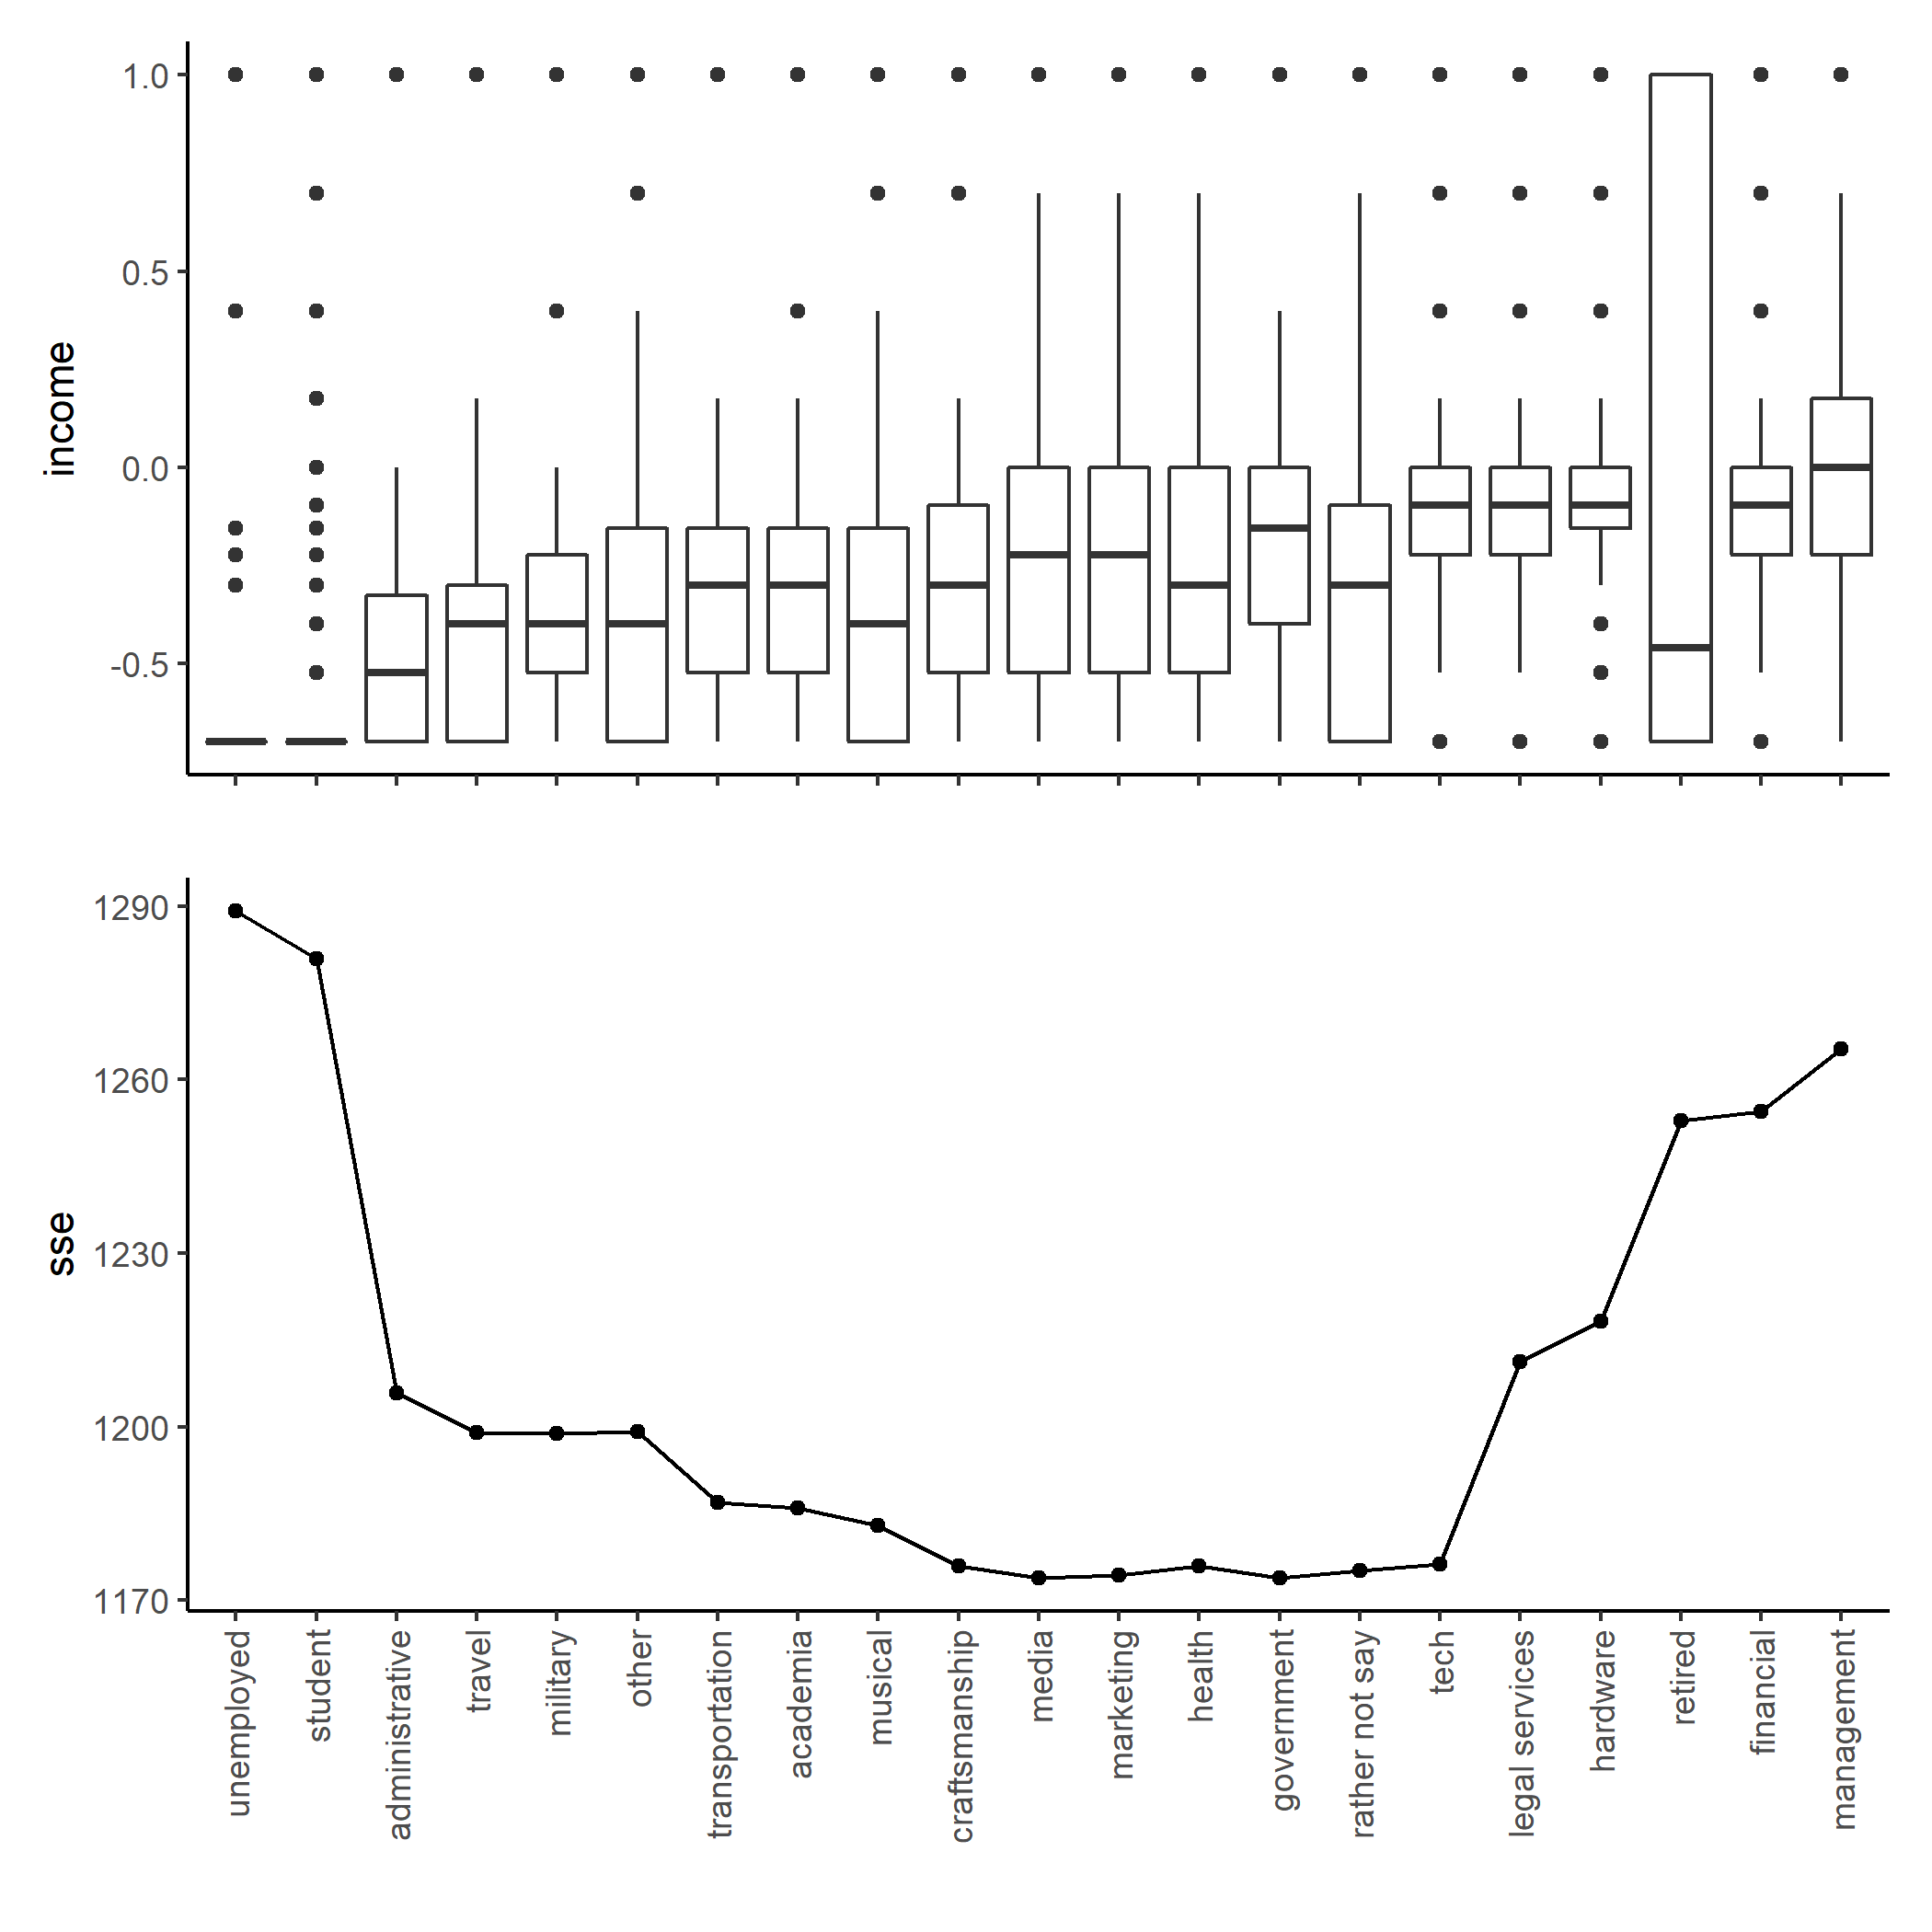 income
1.0
0.5
0.0
-0.5
sse
1290
1260
1230
1200
1170
unemployed
student
administrative
travel
military
other
transportation
academia
musical
craftsmanship
media
marketing
health
government
rather not say
tech
legal services
hardware
retired
financial
management